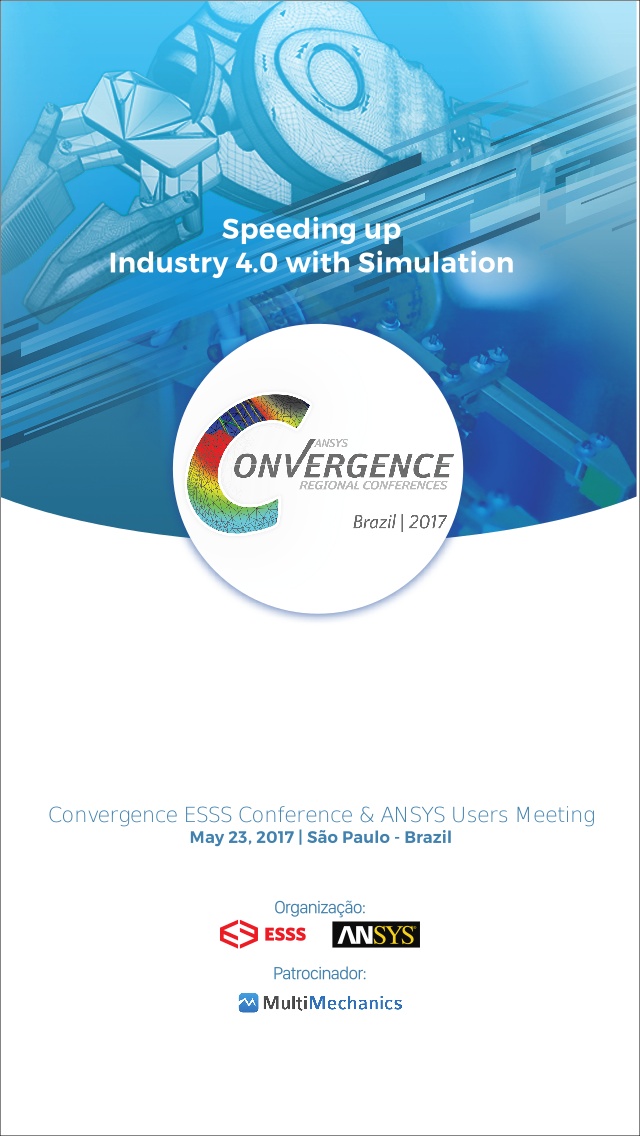 Speeding up
Industry 4.0 with Simulation
ANSYS
CONVERGENCE
REGIONAL CONFERENCES
Brazil | 2017
Convergence ESSS Conference & ANSYS Users Meeting
May 23, 2017 | São Paulo - Brazil
Organização:
ESSS ANSYS®
Patrocinador:
MultiMechanics